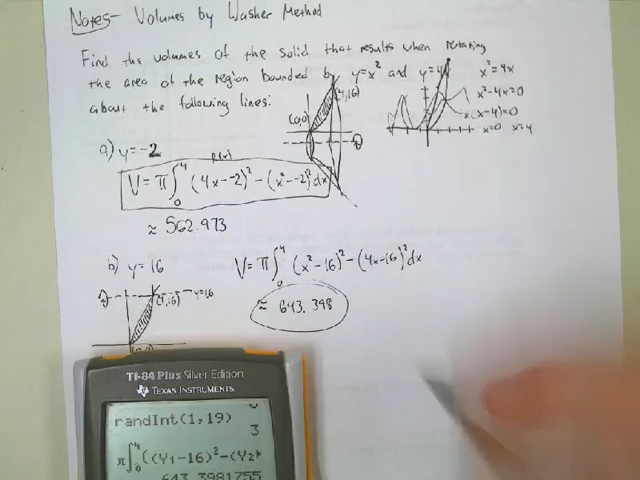 Notes- Volumes by Washer Method
Find the volumes of the solid that results when rotating
the area of the region bounded by y=x² and y=4x
about the following lines:
x²=4x
x²-4x=0
x(x-4)=0
x=0 x=4
(4,16)
(0,0)
a) y=-2
R(x)
V=π∫₀⁴ (4x--2)²-(x²--2)²dx
≈562.973
b) y=16
V=π∫₀⁴ (x²-16)²-(4x-16)²dx
≈643.398
(4,16) y=16
TI-84 Plus Silver Edition
TEXAS INSTRUMENTS
randInt(1,19)
3
π∫₀⁴((Y₁-16)²-(Y₂
643.3981755